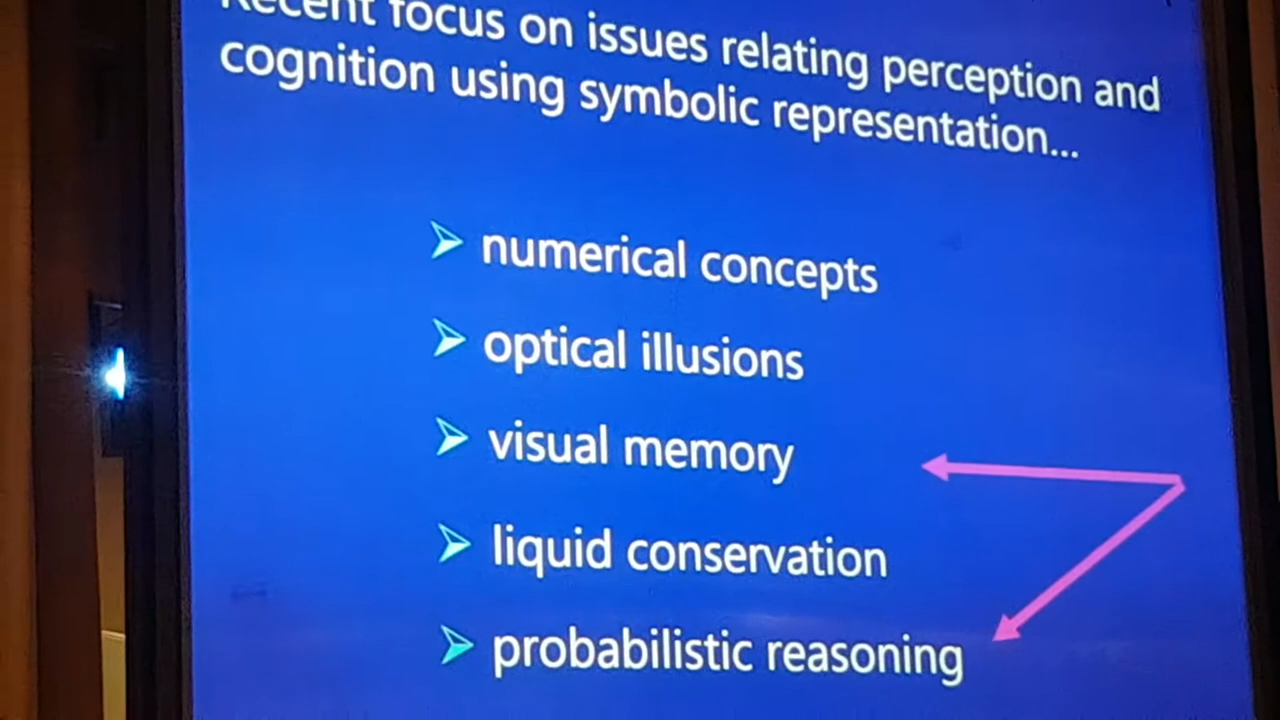 Recent focus on issues relating perception and
cognition using symbolic representation...
numerical concepts
optical illusions
visual memory
liquid conservation
probabilistic reasoning